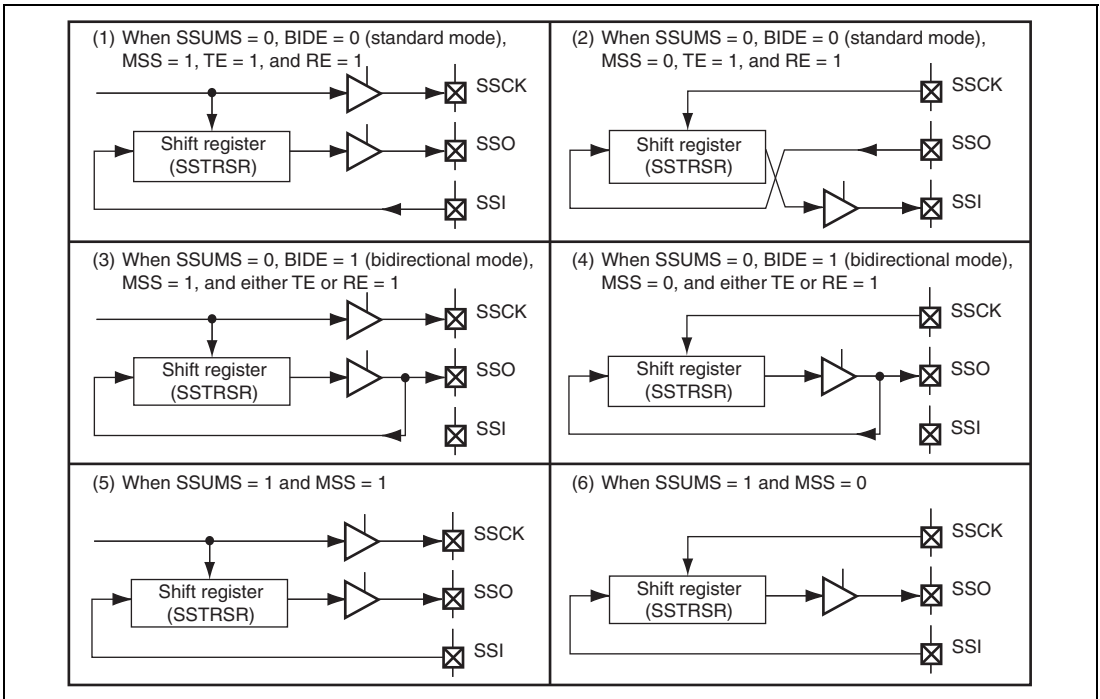 (1) When SSUMS = 0, BIDE = 0 (standard mode),
MSS = 1, TE = 1, and RE = 1
SSCK
Shift register
(SSTRSR)
SSO
SSI
(2) When SSUMS = 0, BIDE = 0 (standard mode),
MSS = 0, TE = 1, and RE = 1
SSCK
Shift register
(SSTRSR)
SSO
SSI
(3) When SSUMS = 0, BIDE = 1 (bidirectional mode),
MSS = 1, and either TE or RE = 1
SSCK
Shift register
(SSTRSR)
SSO
SSI
(4) When SSUMS = 0, BIDE = 1 (bidirectional mode),
MSS = 0, and either TE or RE = 1
SSCK
Shift register
(SSTRSR)
SSO
SSI
(5) When SSUMS = 1 and MSS = 1
SSCK
Shift register
(SSTRSR)
SSO
SSI
(6) When SSUMS = 1 and MSS = 0
SSCK
Shift register
(SSTRSR)
SSO
SSI